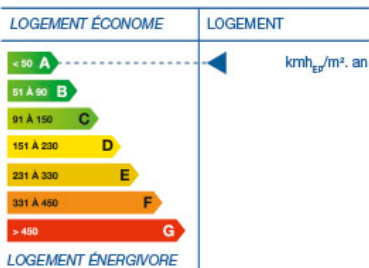 LOGEMENT ÉCONOME LOGEMENT
< 50 A kmh_EP/m². an
51 À 90 B
91 À 150 C
151 À 230 D
231 À 330 E
331 À 450 F
> 450 G
LOGEMENT ÉNERGIVORE